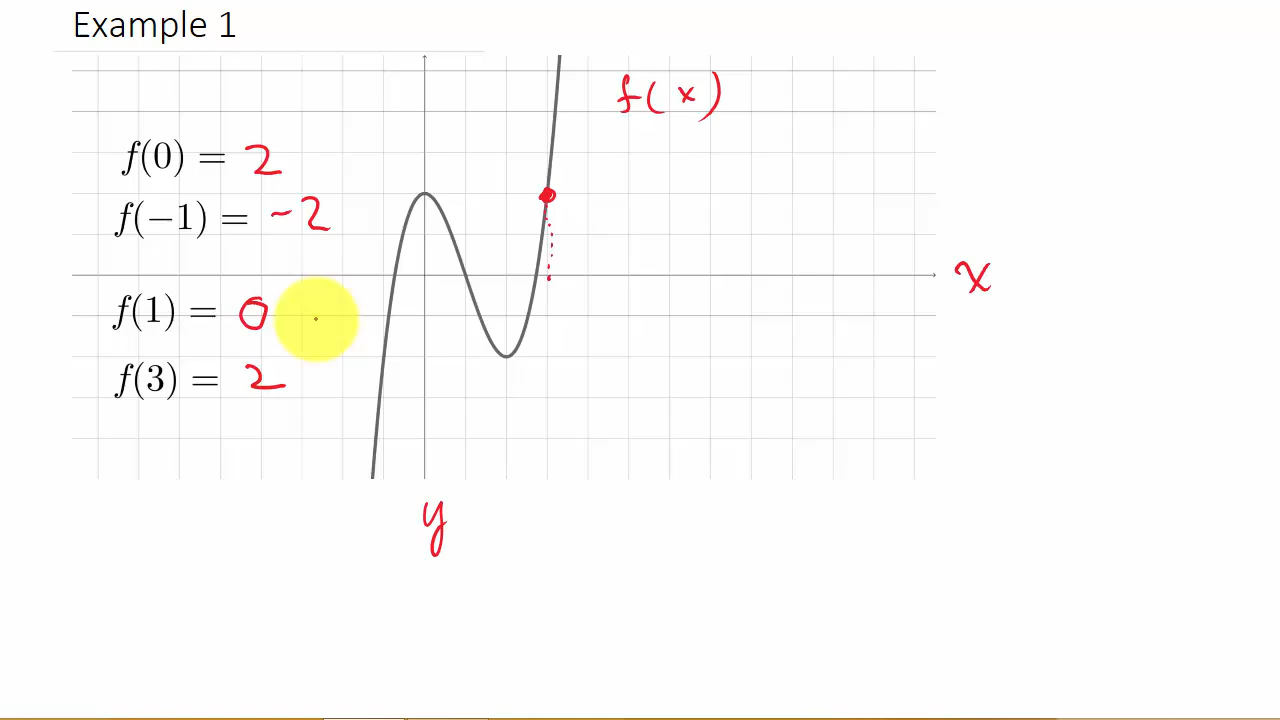 Example 1
f(x)
f(0) = 2
f(−1) = -2
x
f(1) = 0
f(3) = 2
y